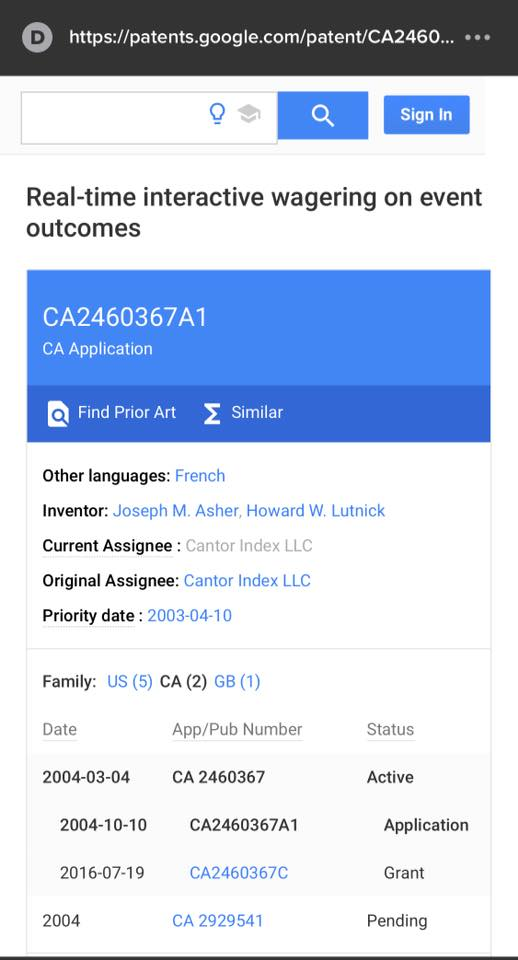 D https://patents.google.com/patent/CA2460... •••
Sign In
Real-time interactive wagering on event
outcomes
CA2460367A1
CA Application
Find Prior Art Σ Similar
Other languages: French
Inventor: Joseph M. Asher, Howard W. Lutnick
Current Assignee : Cantor Index LLC
Original Assignee: Cantor Index LLC
Priority date : 2003-04-10
Family: US (5) CA (2) GB (1)
Date App/Pub Number Status
2004-03-04 CA 2460367 Active
2004-10-10 CA2460367A1 Application
2016-07-19 CA2460367C Grant
2004 CA 2929541 Pending